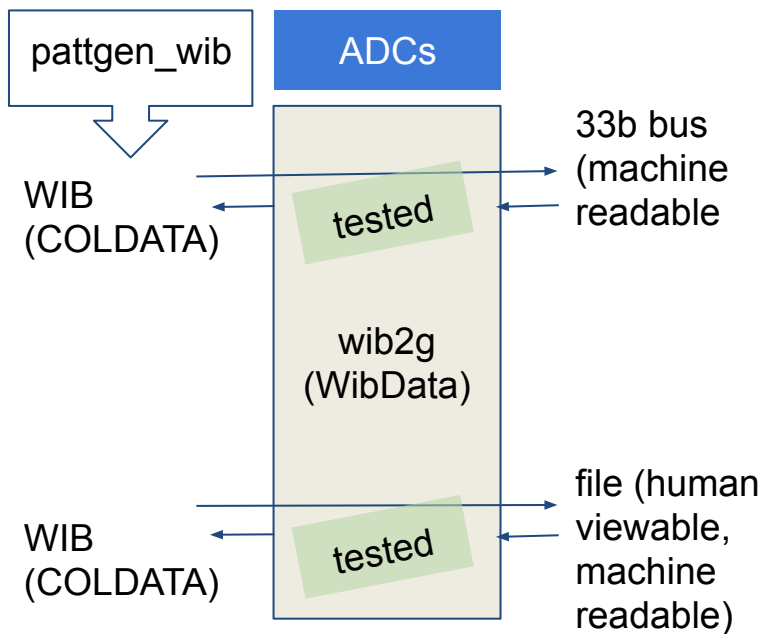 pattgen_wib
ADCs
33b bus
(machine
readable
WIB
(COLDATA)
tested
wib2g
(WibData)
file (human
viewable,
machine
readable)
WIB
(COLDATA)
tested